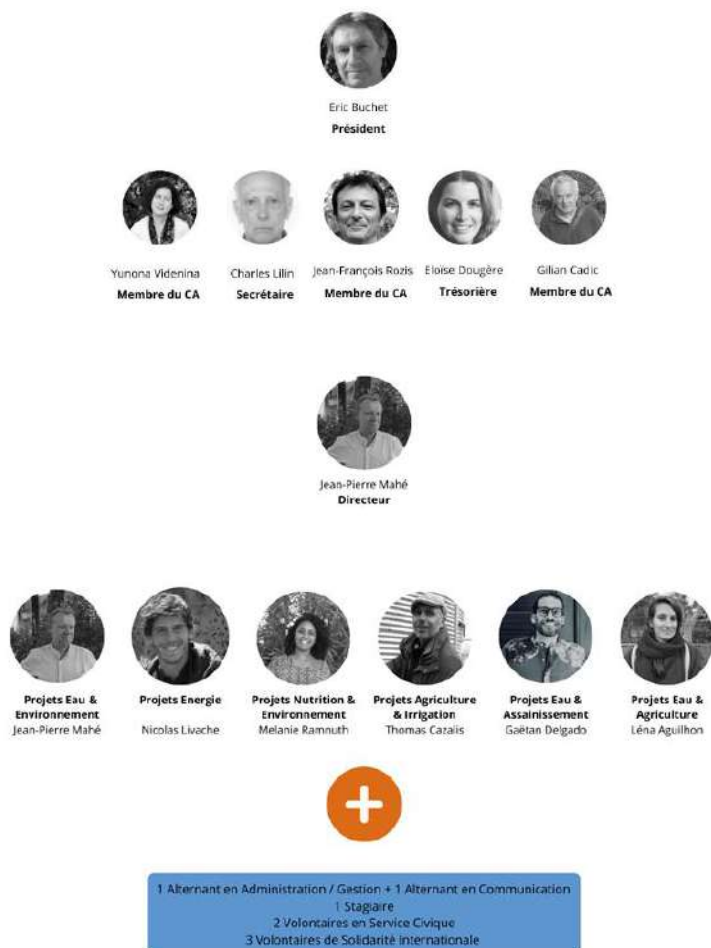 Eric Buchet
Président
Yunona Videnina
Membre du CA
Charles Lilin
Secrétaire
Jean-François Rozis
Membre du CA
Eloïse Dougère
Trésorière
Gilian Cadic
Membre du CA
Jean-Pierre Mahé
Directeur
Projets Eau &
Environnement
Jean-Pierre Mahé
Projets Energie
Nicolas Livache
Projets Nutrition &
Environnement
Melanie Ramnuth
Projets Agriculture
& Irrigation
Thomas Cazalis
Projets Eau &
Assainissement
Gaëtan Delgado
Projets Eau &
Agriculture
Léna Aguilhon
+
1 Alternant en Administration / Gestion + 1 Alternant en Communication
1 Stagiaire
2 Volontaires en Service Civique
3 Volontaires de Solidarité Internationale